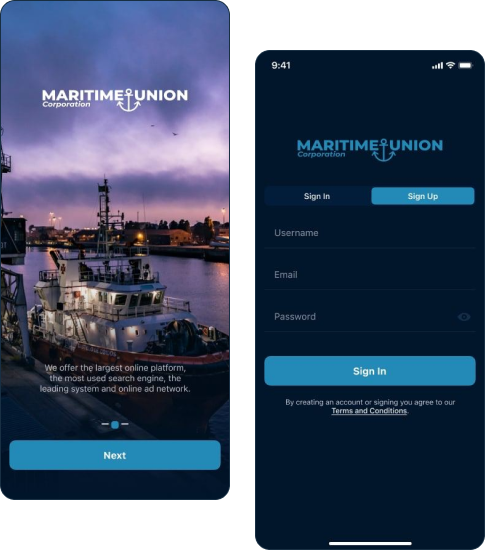 MARITIME UNION
Corporation
We offer the largest online platform,
the most used search engine, the
leading system and online ad network.
Next
9:41
MARITIME UNION
Corporation
Sign In
Sign Up
Username
Email
Password
Sign In
By creating an account or signing you agree to our
Terms and Conditions.